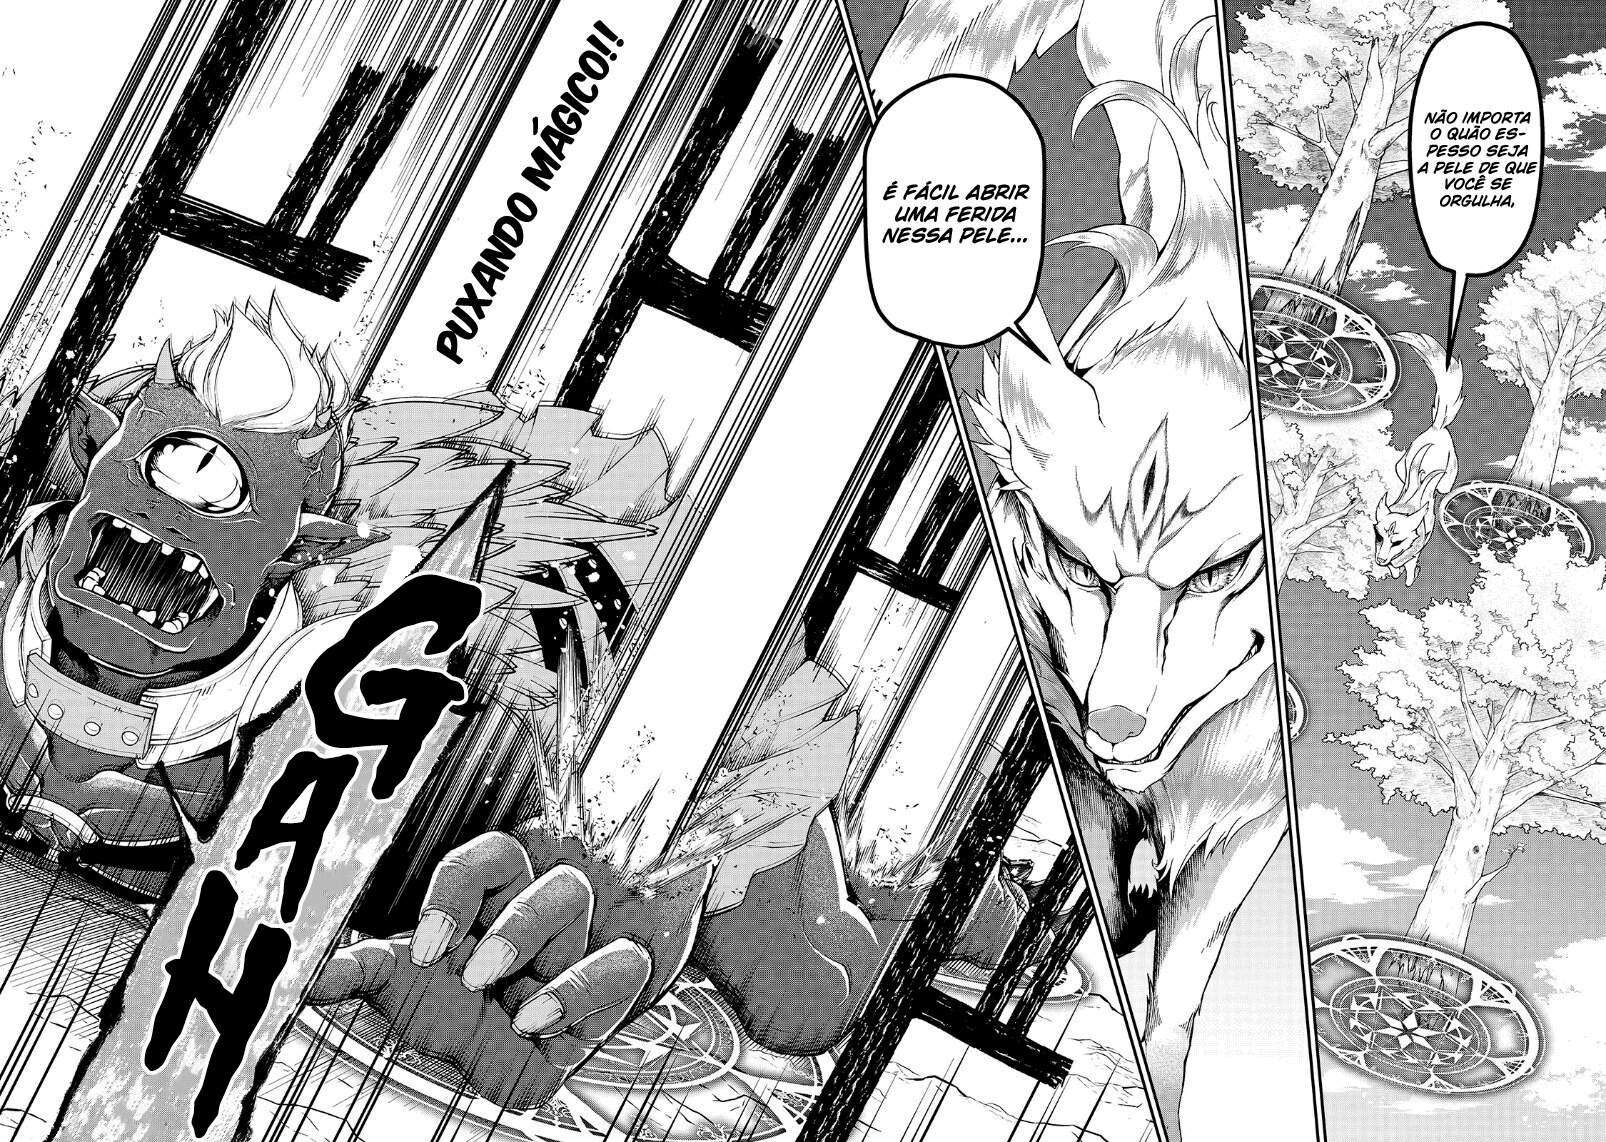 NÃO IMPORTA
O QUÃO ES-
PESSO SEJA
A PELE DE QUE
VOCÊ SE
ORGULHA,
É FÁCIL ABRIR
UMA FERIDA
NESSA PELE...
PUXANDO MÁGICO!!
GAH